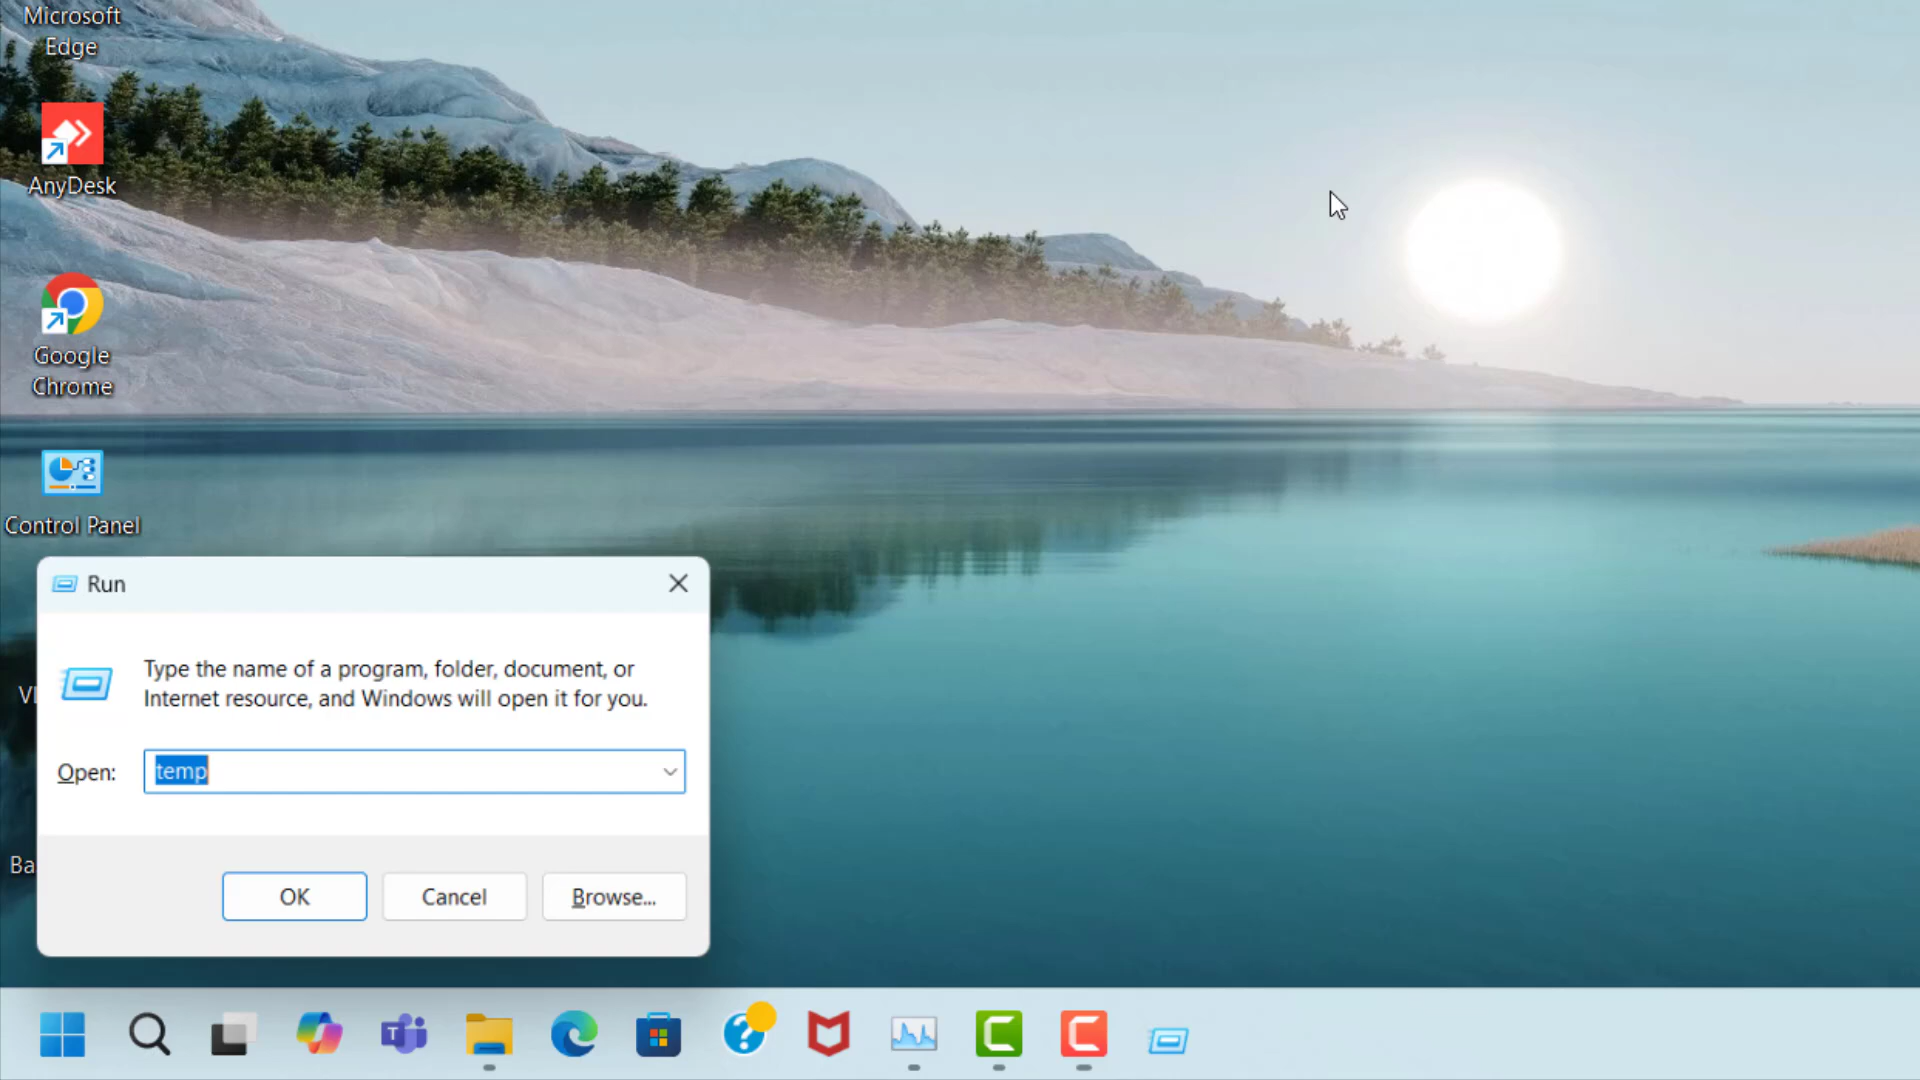 Microsoft
Edge
AnyDesk
Google
Chrome
Control Panel
Run
Type the name of a program, folder, document, or
Internet resource, and Windows will open it for you.
Open:
temp
OK
Cancel
Browse...